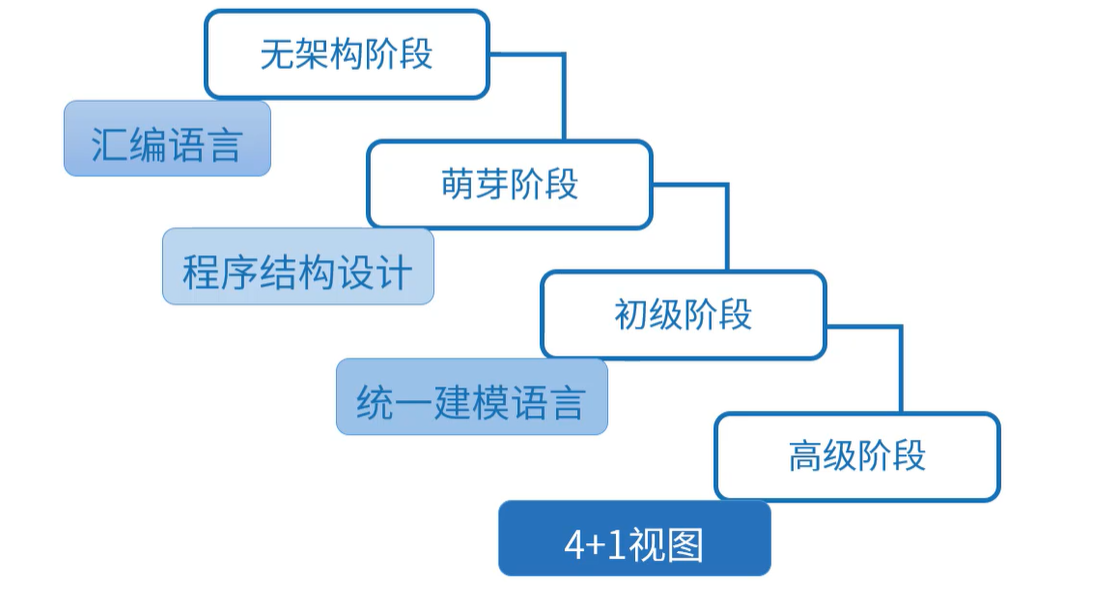 无架构阶段
汇编语言
萌芽阶段
程序结构设计
初级阶段
统一建模语言
高级阶段
4+1视图